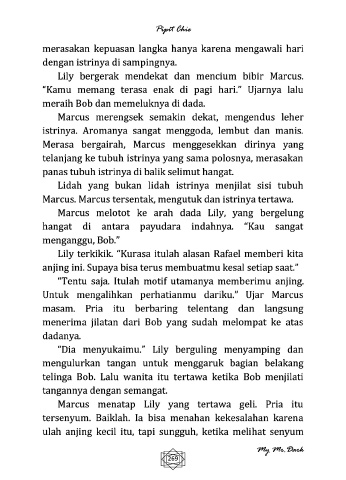 Pipit Chie
merasakan kepuasan langka hanya karena mengawali hari
dengan istrinya di sampingnya.
Lily bergerak mendekat dan mencium bibir Marcus.
“Kamu memang terasa enak di pagi hari.” Ujarnya lalu
meraih Bob dan memeluknya di dada.
Marcus merengsek semakin dekat, mengendus leher
istrinya. Aromanya sangat menggoda, lembut dan manis.
Merasa bergairah, Marcus menggesekkan dirinya yang
telanjang ke tubuh istrinya yang sama polosnya, merasakan
panas tubuh istrinya di balik selimut hangat.
Lidah yang bukan lidah istrinya menjilat sisi tubuh
Marcus. Marcus tersentak, mengutuk dan istrinya tertawa.
Marcus melotot ke arah dada Lily, yang bergelung
hangat di antara payudara indahnya. “Kau sangat
menganggu, Bob.”
Lily terkikik. “Kurasa itulah alasan Rafael memberi kita
anjing ini. Supaya bisa terus membuatmu kesal setiap saat.”
“Tentu saja. Itulah motif utamanya memberimu anjing.
Untuk mengalihkan perhatianmu dariku.” Ujar Marcus
masam. Pria itu berbaring telentang dan langsung
menerima jilatan dari Bob yang sudah melompat ke atas
dadanya.
“Dia menyukaimu.” Lily berguling menyamping dan
mengulurkan tangan untuk menggaruk bagian belakang
telinga Bob. Lalu wanita itu tertawa ketika Bob menjilati
tangannya dengan semangat.
Marcus menatap Lily yang tertawa geli. Pria itu
tersenyum. Baiklah. Ia bisa menahan kekesalahan karena
ulah anjing kecil itu, tapi sungguh, ketika melihat senyum
269
My Mr. Dark